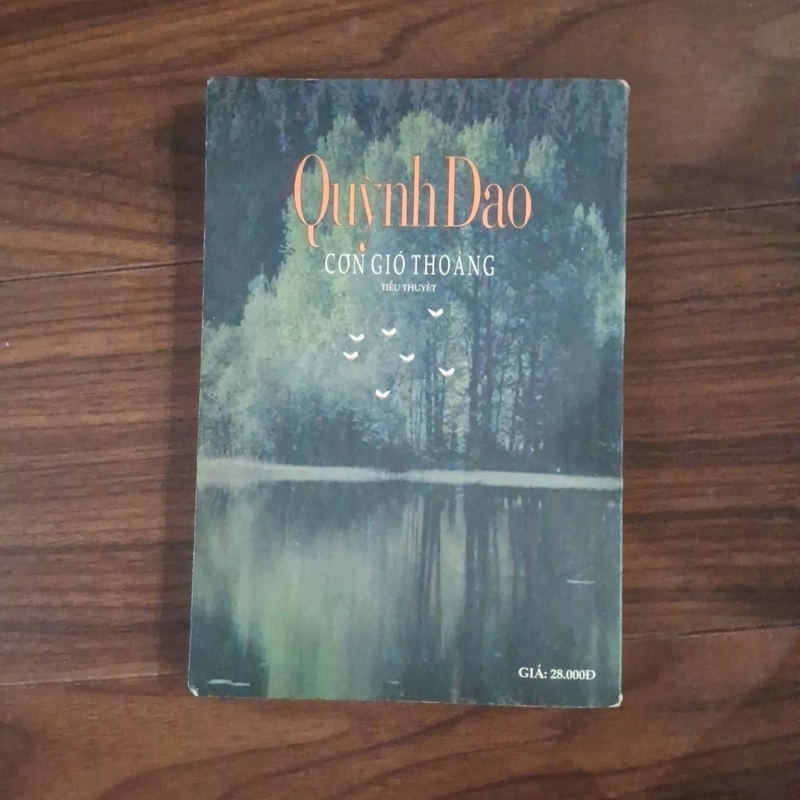 Quỳnh Dao
CƠN GIÓ THOẢNG
TIỂU THUYẾT
GIÁ: 28.000Đ